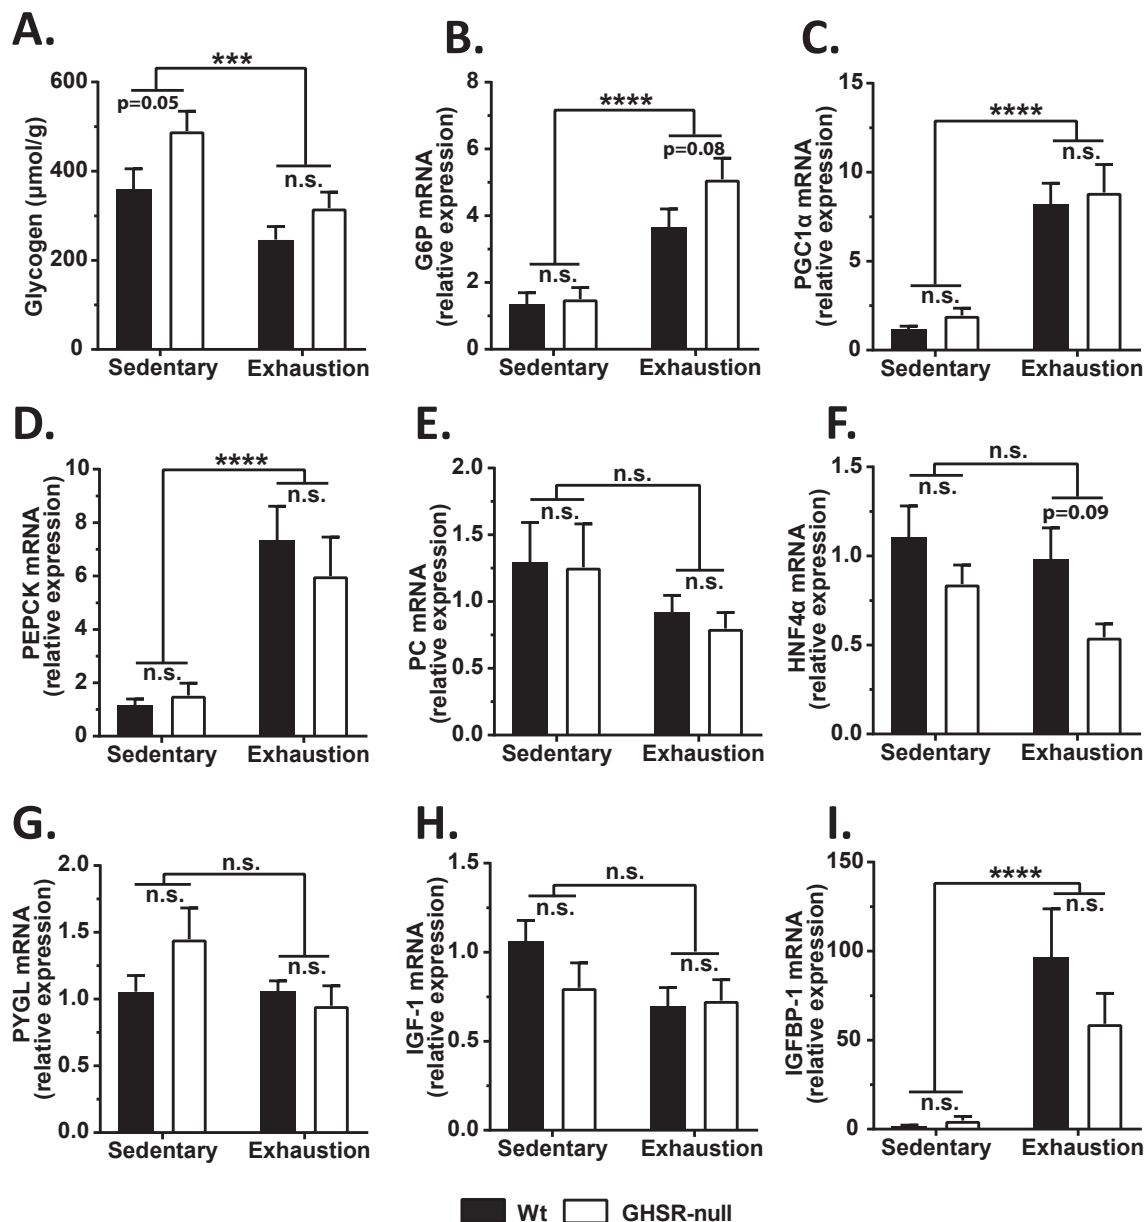 A.
Glycogen (µmol/g)
600
400
200
0
***
p=0.05
n.s.
Sedentary
Exhaustion
B.
G6P mRNA
(relative expression)
8
6
4
2
0
****
p=0.08
n.s.
Sedentary
Exhaustion
C.
PGC1α mRNA
(relative expression)
15
10
5
0
****
n.s.
n.s.
Sedentary
Exhaustion
D.
PEPCK mRNA
(relative expression)
10
8
6
4
2
0
****
n.s.
n.s.
Sedentary
Exhaustion
E.
PC mRNA
(relative expression)
2.0
1.5
1.0
0.5
0.0
n.s.
n.s.
n.s.
Sedentary
Exhaustion
F.
HNF4α mRNA
(relative expression)
1.5
1.0
0.5
0.0
n.s.
n.s.
p=0.09
Sedentary
Exhaustion
G.
PYGL mRNA
(relative expression)
2.0
1.5
1.0
0.5
0.0
n.s.
n.s.
n.s.
Sedentary
Exhaustion
H.
IGF-1 mRNA
(relative expression)
1.5
1.0
0.5
0.0
n.s.
n.s.
n.s.
Sedentary
Exhaustion
I.
IGFBP-1 mRNA
(relative expression)
150
100
50
0
****
n.s.
n.s.
Sedentary
Exhaustion
Wt
GHSR-null